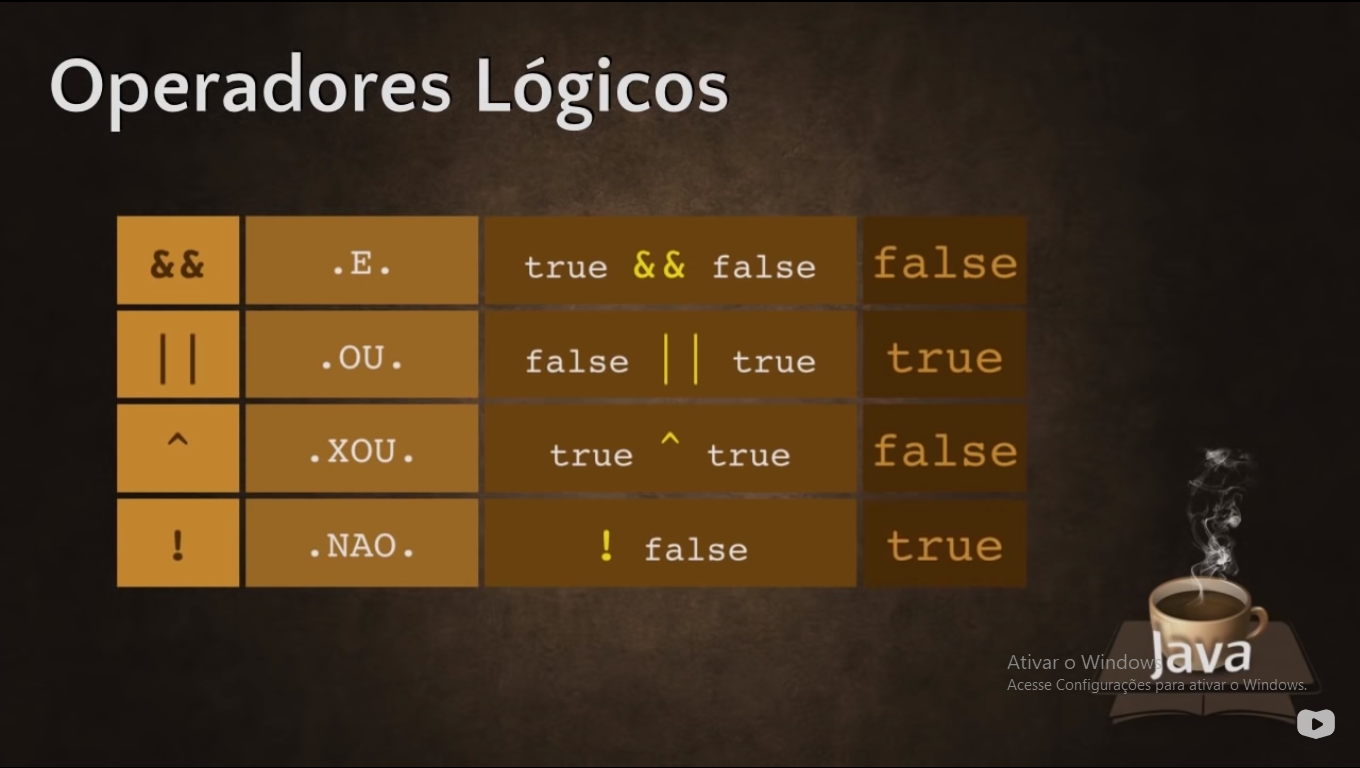 Operadores Lógicos
&& .E. true && false false
|| .OU. false || true true
^ .XOU. true ^ true false
! .NAO. ! false true
Java
Ativar o Windows
Acesse Configurações para ativar o Windows.